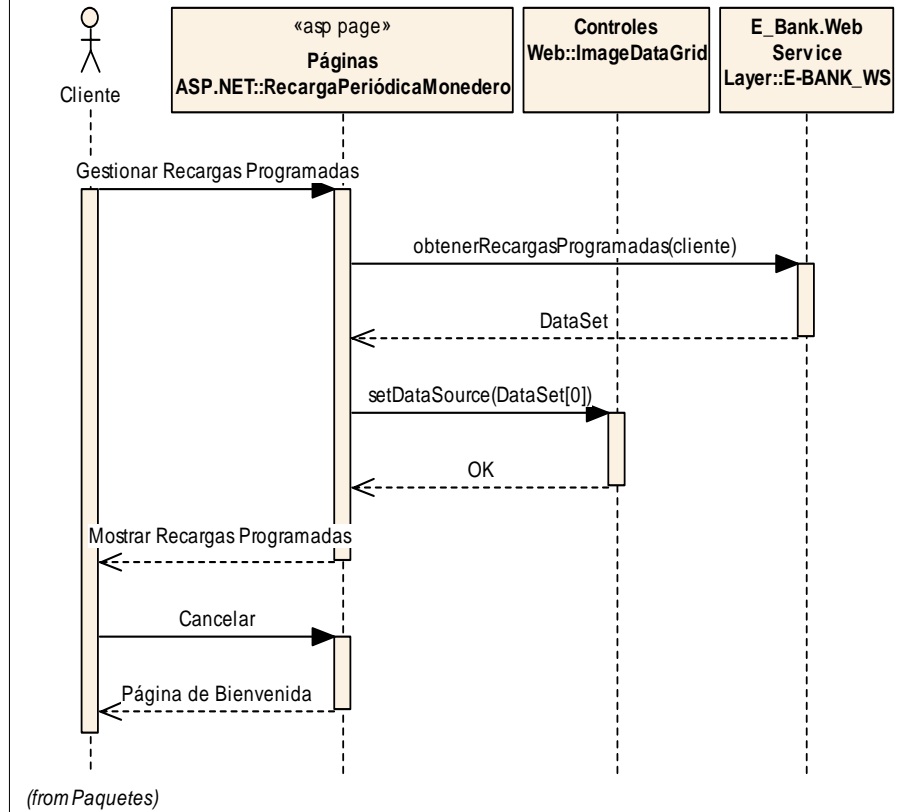 «asp page»
Páginas
ASP.NET::RecargaPeriódicaMonedero
Controles
Web::ImageDataGrid
E_Bank.Web
Service
Layer::E-BANK_WS
Cliente
Gestionar Recargas Programadas
obtenerRecargasProgramadas(cliente)
DataSet
setDataSource(DataSet[0])
OK
Mostrar Recargas Programadas
Cancelar
Página de Bienvenida
(from Paquetes)